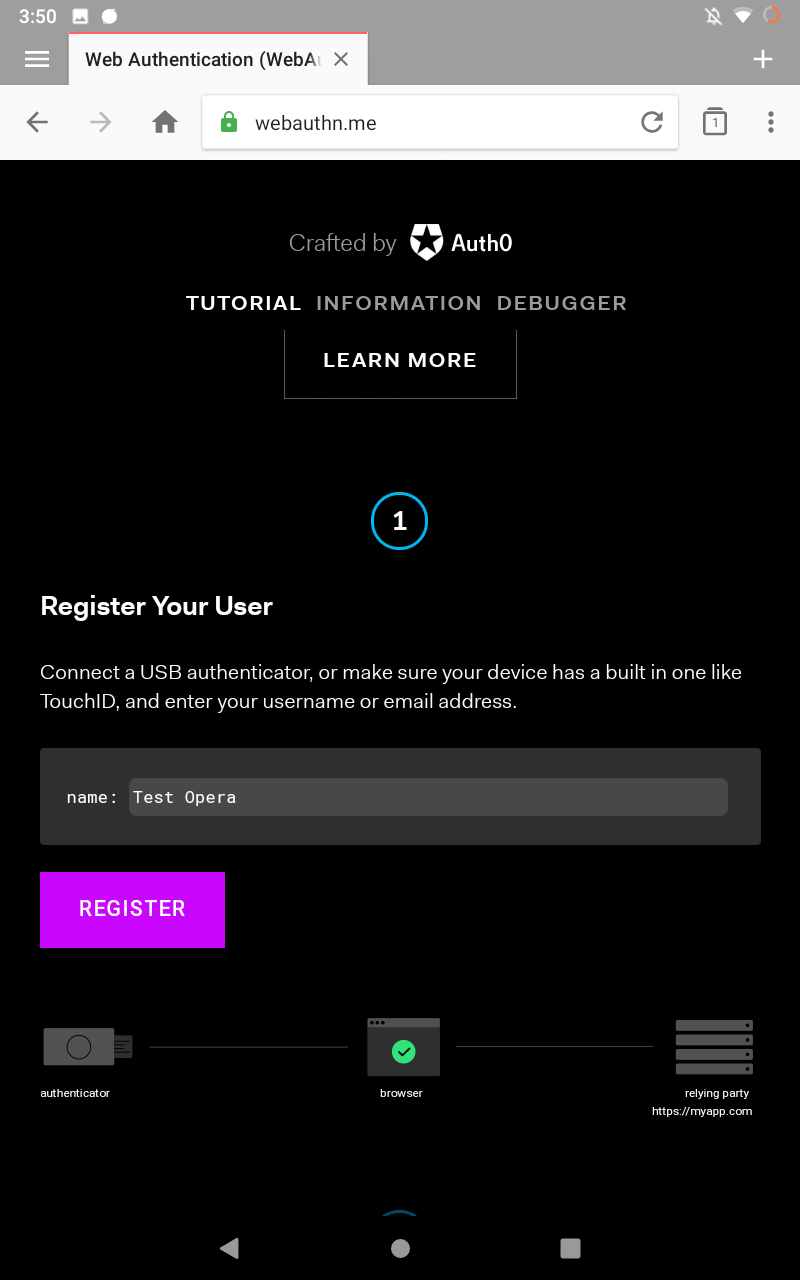 3:50
Web Authentication (WebAu
webauthn.me
1
Crafted by Auth0
TUTORIAL INFORMATION DEBUGGER
LEARN MORE
1
Register Your User
Connect a USB authenticator, or make sure your device has a built in one like
TouchID, and enter your username or email address.
name: Test Opera
REGISTER
authenticator
browser
relying party
https://myapp.com